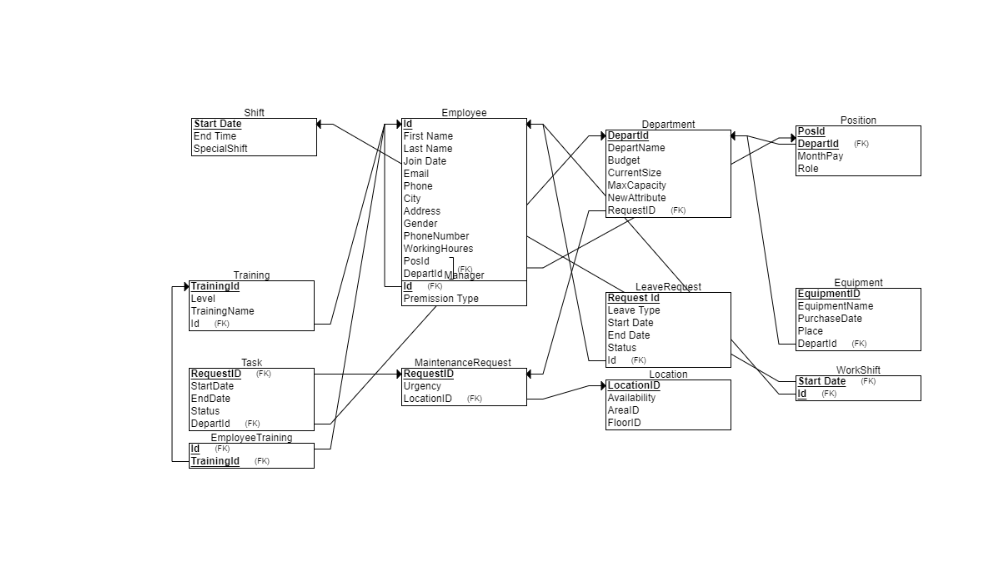 Shift
Start Date
End Time
SpecialShift
Employee
Id
First Name
Last Name
Join Date
Email
Phone
City
Address
Gender
PhoneNumber
WorkingHoures
PosId
DepartId (FK)
Manager
Id (FK)
Premission Type
Department
DepartId
DepartName
Budget
CurrentSize
MaxCapacity
NewAttribute
RequestID (FK)
Position
PosId
DepartId (FK)
MonthPay
Role
Training
TrainingId
Level
TrainingName
Id (FK)
LeaveRequest
Request Id
Leave Type
Start Date
End Date
Status
Id (FK)
Equipment
EquipmentID
EquipmentName
PurchaseDate
Place
DepartId (FK)
Task
RequestID (FK)
StartDate
EndDate
Status
DepartId (FK)
MaintenanceRequest
RequestID
Urgency
LocationID (FK)
Location
LocationID
Availability
AreaID
FloorID
WorkShift
Start Date (FK)
Id (FK)
EmployeeTraining
Id (FK)
TrainingId (FK)